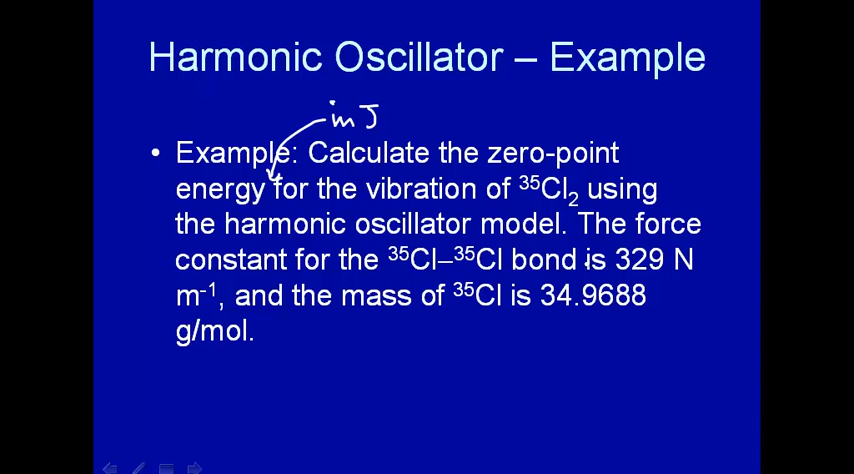 Harmonic Oscillator – Example
in J
• Example: Calculate the zero-point
energy for the vibration of ³⁵Cl₂ using
the harmonic oscillator model. The force
constant for the ³⁵Cl–³⁵Cl bond is 329 N
m⁻¹, and the mass of ³⁵Cl is 34.9688
g/mol.